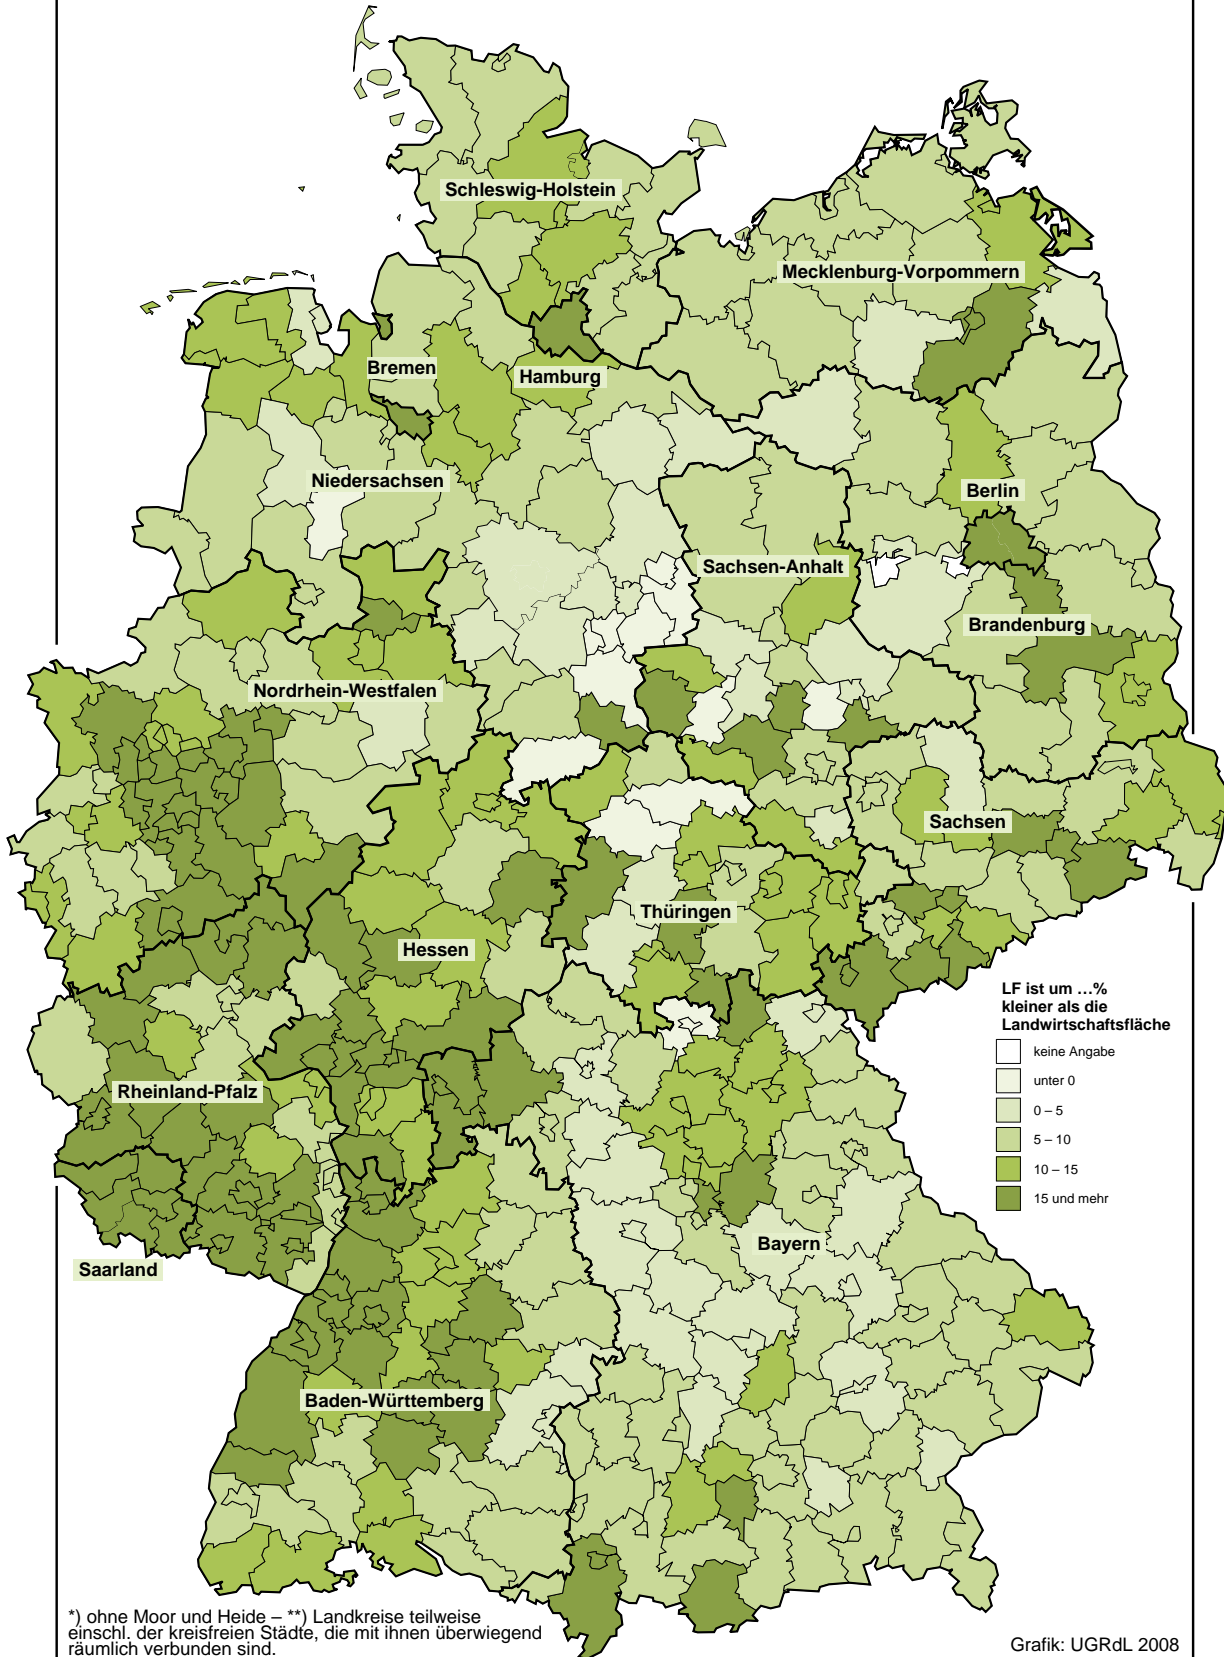 Schleswig-Holstein
Mecklenburg-Vorpommern
Bremen
Hamburg
Niedersachsen
Berlin
Sachsen-Anhalt
Brandenburg
Nordrhein-Westfalen
Sachsen
Thüringen
Hessen
LF ist um ...%
kleiner als die
Landwirtschaftsfläche
keine Angabe
unter 0
0 – 5
5 – 10
10 – 15
15 und mehr
Rheinland-Pfalz
Bayern
Saarland
Baden-Württemberg
*) ohne Moor und Heide – **) Landkreise teilweise
einschl. der kreisfreien Städte, die mit ihnen überwiegend
räumlich verbunden sind.
Grafik: UGRdL 2008